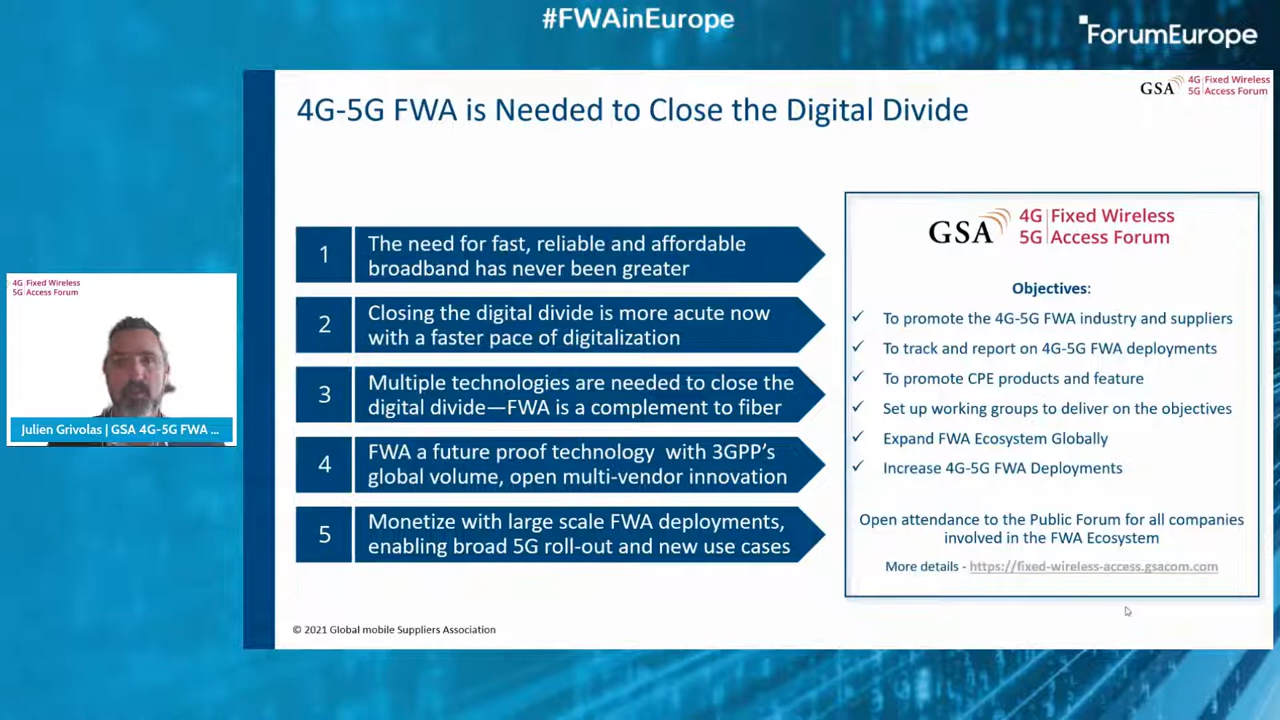 #FWAinEurope
ForumEurope
GSA
4G Fixed Wireless
5G Access Forum
4G-5G FWA is Needed to Close the Digital Divide
1
The need for fast, reliable and affordable
broadband has never been greater
2
Closing the digital divide is more acute now
with a faster pace of digitalization
3
Multiple technologies are needed to close the
digital divide—FWA is a complement to fiber
4
FWA a future proof technology with 3GPP's
global volume, open multi-vendor innovation
5
Monetize with large scale FWA deployments,
enabling broad 5G roll-out and new use cases
GSA
4G Fixed Wireless
5G Access Forum
Objectives:
To promote the 4G-5G FWA industry and suppliers
To track and report on 4G-5G FWA deployments
To promote CPE products and feature
Set up working groups to deliver on the objectives
Expand FWA Ecosystem Globally
Increase 4G-5G FWA Deployments
Open attendance to the Public Forum for all companies
involved in the FWA Ecosystem
More details - https://fixed-wireless-access.gsacom.com
© 2021 Global mobile Suppliers Association
4G Fixed Wireless
5G Access Forum
Julien Grivolas | GSA 4G-5G FWA ...